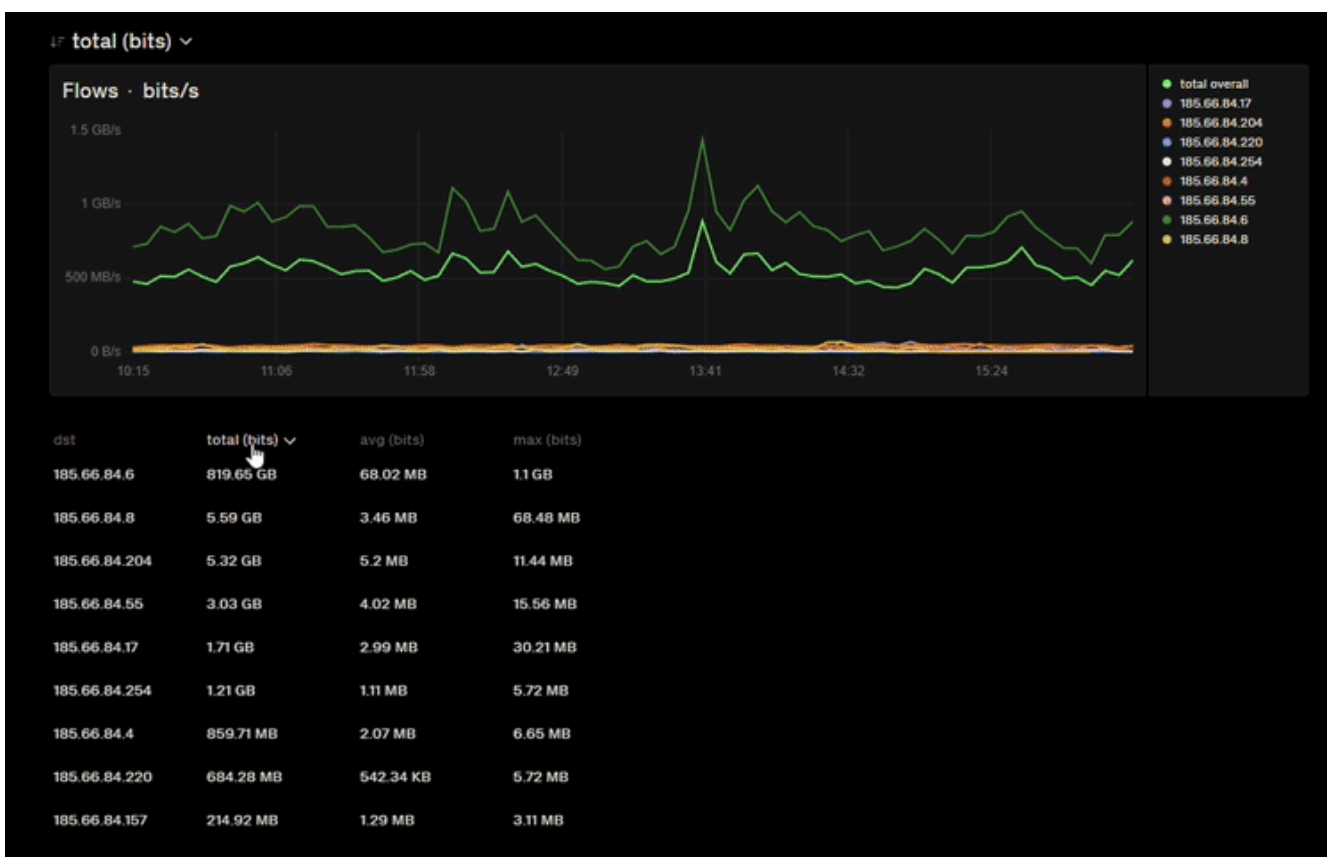 total (bits)
Flows · bits/s
1.5 GB/s
1 GB/s
500 MB/s
0 B/s
10:15 11:06 11:58 12:49 13:41 14:32 15:24
total overall
185.66.84.17
185.66.84.204
185.66.84.220
185.66.84.254
185.66.84.4
185.66.84.55
185.66.84.6
185.66.84.8
dst total (bits) avg (bits) max (bits)
185.66.84.6 819.65 GB 68.02 MB 1.1 GB
185.66.84.8 5.59 GB 3.46 MB 68.48 MB
185.66.84.204 5.32 GB 5.2 MB 11.44 MB
185.66.84.55 3.03 GB 4.02 MB 15.56 MB
185.66.84.17 1.71 GB 2.99 MB 30.21 MB
185.66.84.254 1.21 GB 1.11 MB 5.72 MB
185.66.84.4 859.71 MB 2.07 MB 6.65 MB
185.66.84.220 684.28 MB 542.34 KB 5.72 MB
185.66.84.157 214.92 MB 1.29 MB 3.11 MB